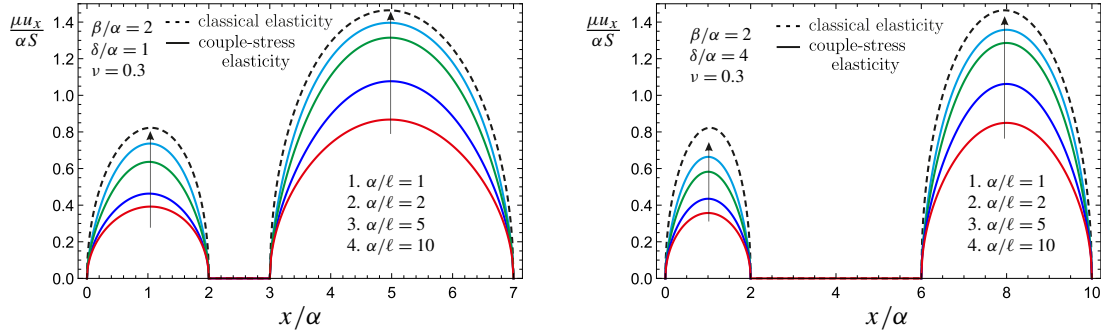 μu_x/αS
β/α = 2
δ/α = 1
ν = 0.3
classical elasticity
couple-stress
elasticity
1. α/ℓ = 1
2. α/ℓ = 2
3. α/ℓ = 5
4. α/ℓ = 10
1.4
1.2
1.0
0.8
0.6
0.4
0.2
0.0
0 1 2 3 4 5 6 7
x/α
μu_x/αS
β/α = 2
δ/α = 4
ν = 0.3
classical elasticity
couple-stress
elasticity
1. α/ℓ = 1
2. α/ℓ = 2
3. α/ℓ = 5
4. α/ℓ = 10
1.4
1.2
1.0
0.8
0.6
0.4
0.2
0.0
0 2 4 6 8 10
x/α